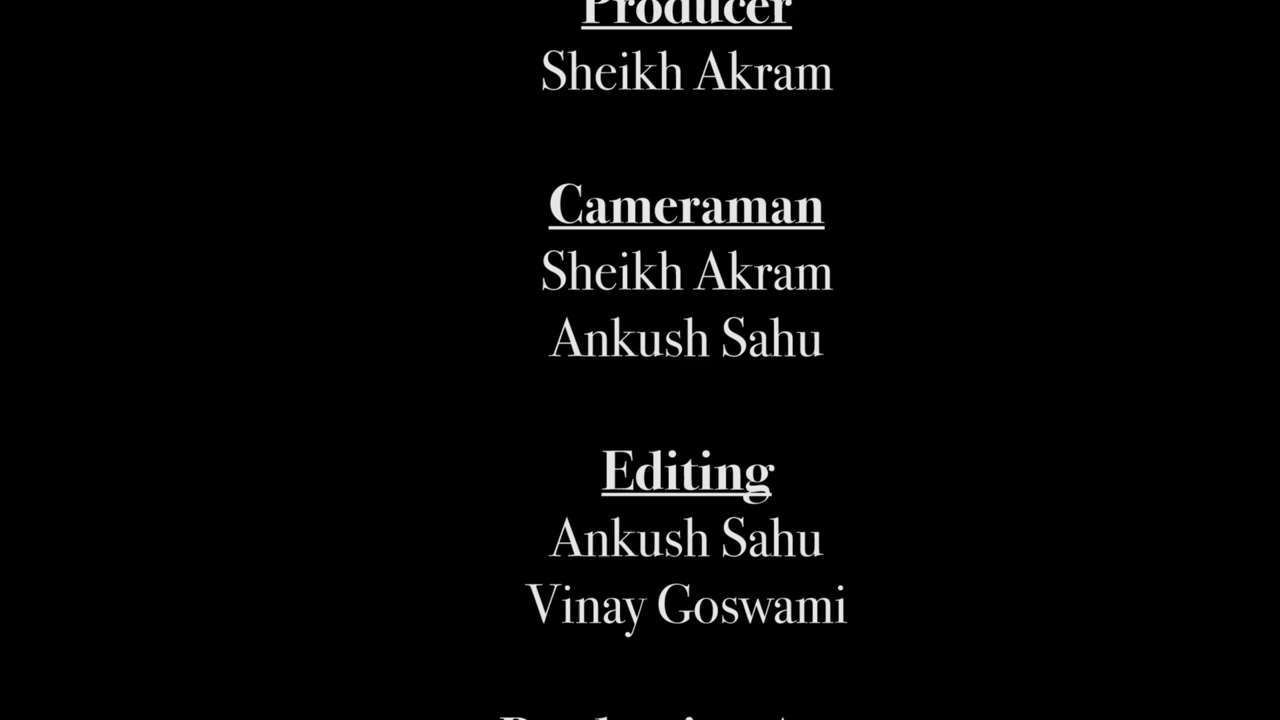 Producer
Sheikh Akram
Cameraman
Sheikh Akram
Ankush Sahu
Editing
Ankush Sahu
Vinay Goswami